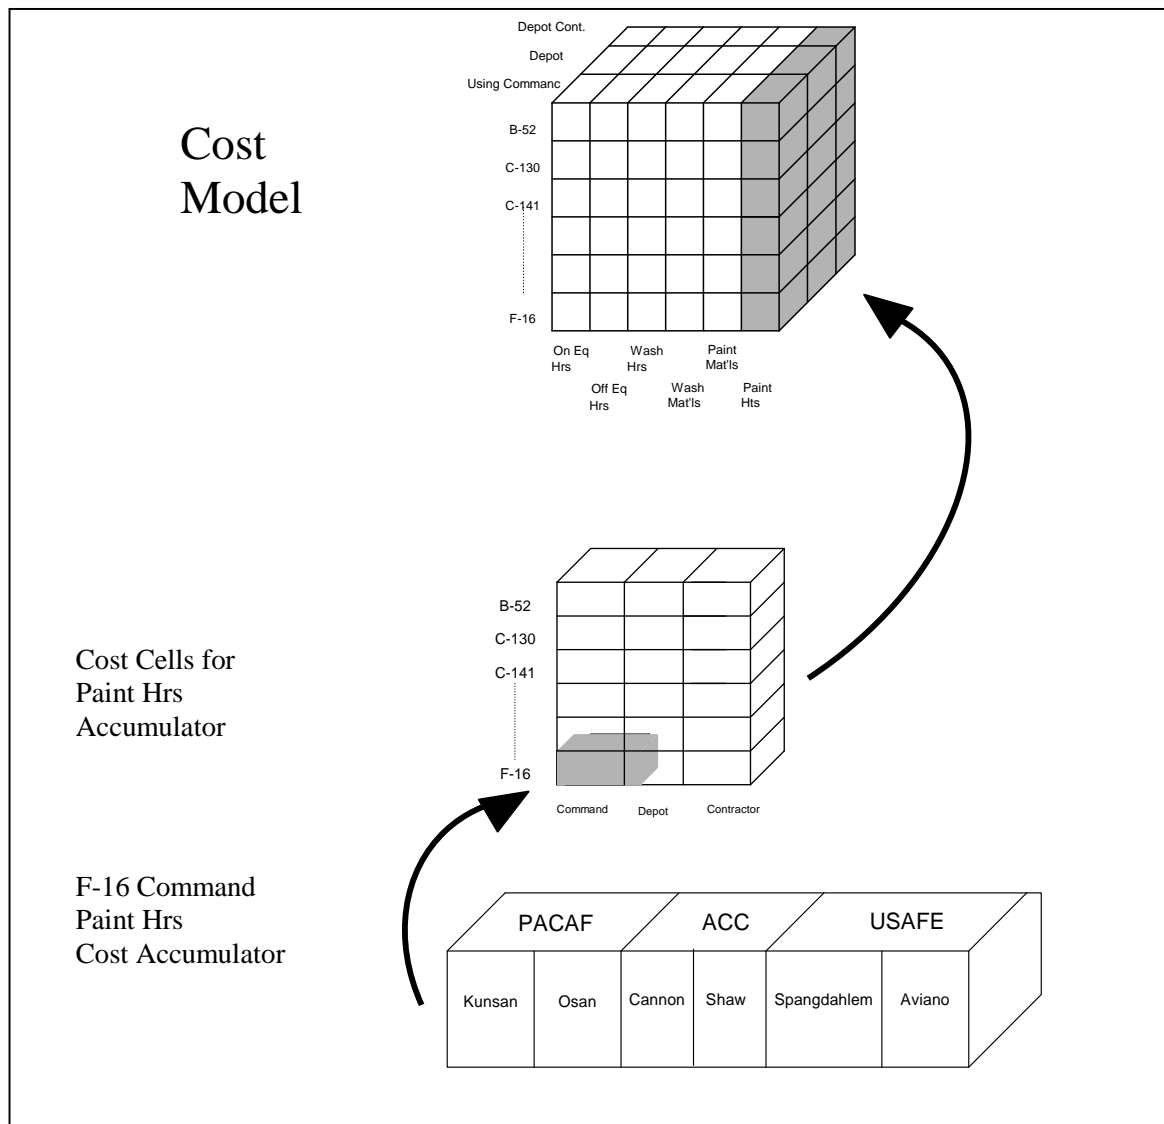 Depot Cont.
Depot
Using Commanc
Cost
Model
B-52
C-130
C-141
F-16
On Eq
Hrs
Wash
Hrs
Paint
Mat'ls
Off Eq
Hrs
Wash
Mat'ls
Paint
Hts
Cost Cells for
Paint Hrs
Accumulator
B-52
C-130
C-141
F-16
Command
Depot
Contractor
F-16 Command
Paint Hrs
Cost Accumulator
PACAF
ACC
USAFE
Kunsan
Osan
Cannon
Shaw
Spangdahlem
Aviano